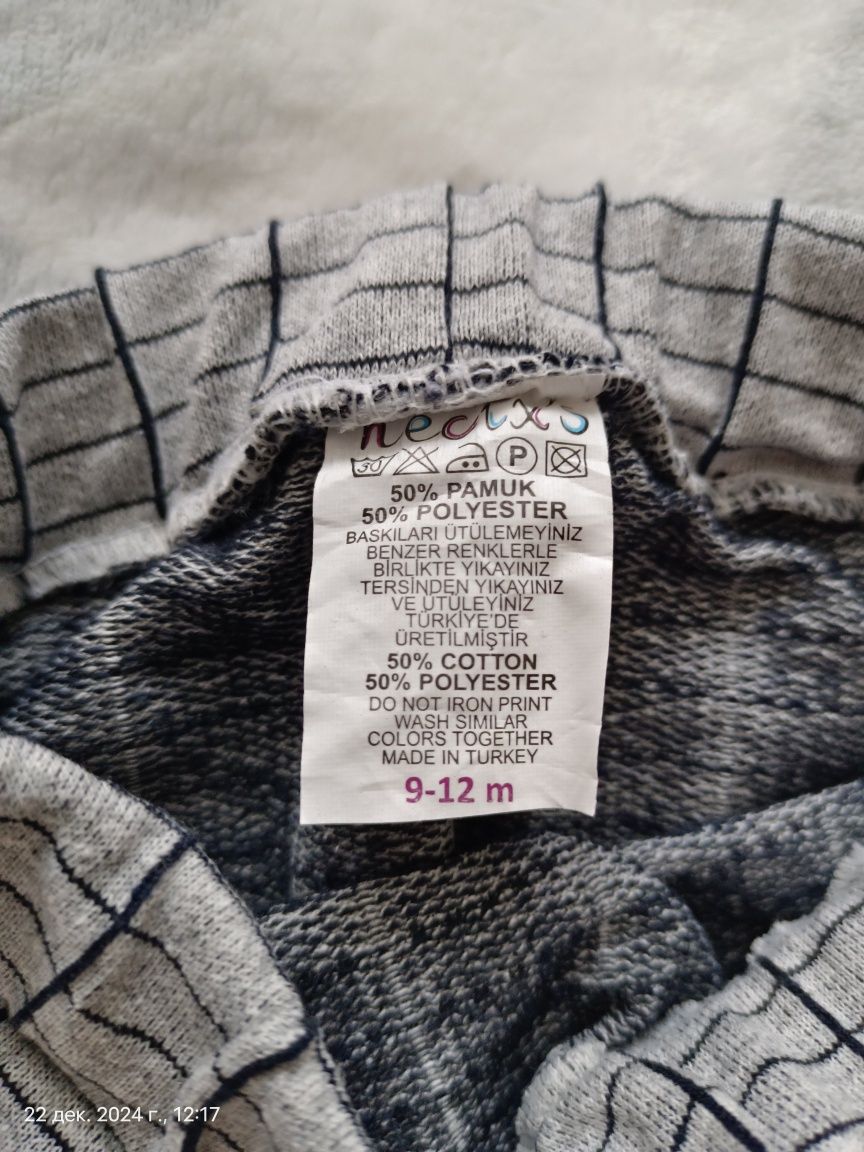 30 P
50% PAMUK
50% POLYESTER
BASKILARI ÜTÜLEMEYİNİZ
BENZER RENKLERLE
BİRLİKTE YIKAYINIZ
TERSİNDEN YIKAYINIZ
VE ÜTÜLEYİNİZ
TÜRKİYE'DE
ÜRETİLMİŞTİR
50% COTTON
50% POLYESTER
DO NOT IRON PRINT
WASH SIMILAR
COLORS TOGETHER
MADE IN TURKEY
9-12 m
22 дек. 2024 г., 12:17